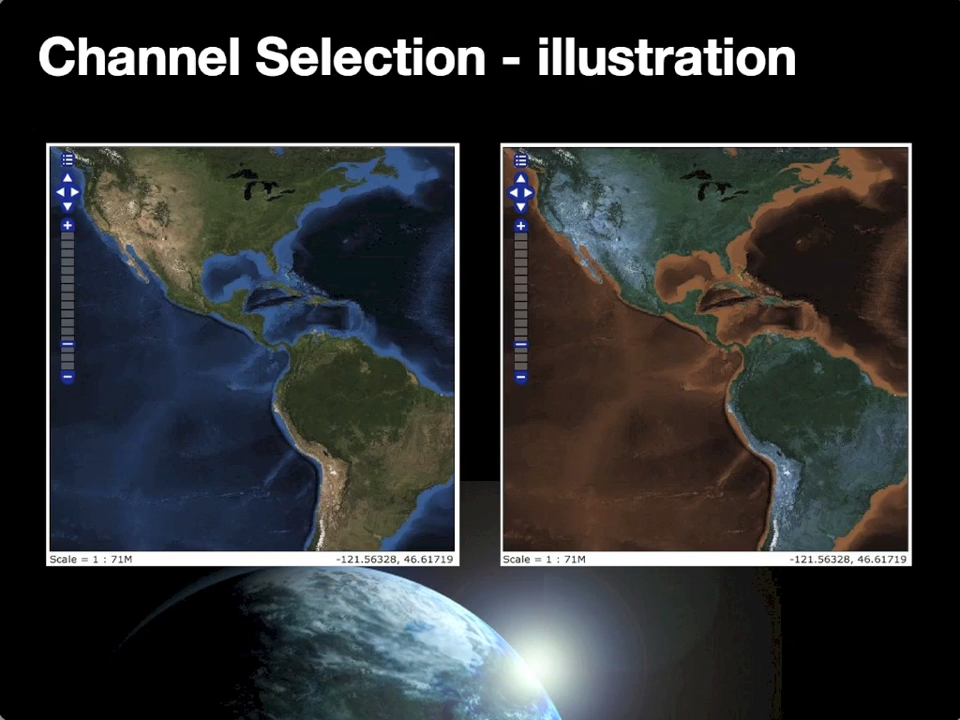 Channel Selection - illustration
Scale = 1 : 71M
-121.56328, 46.61719
Scale = 1 : 71M
-121.56328, 46.61719